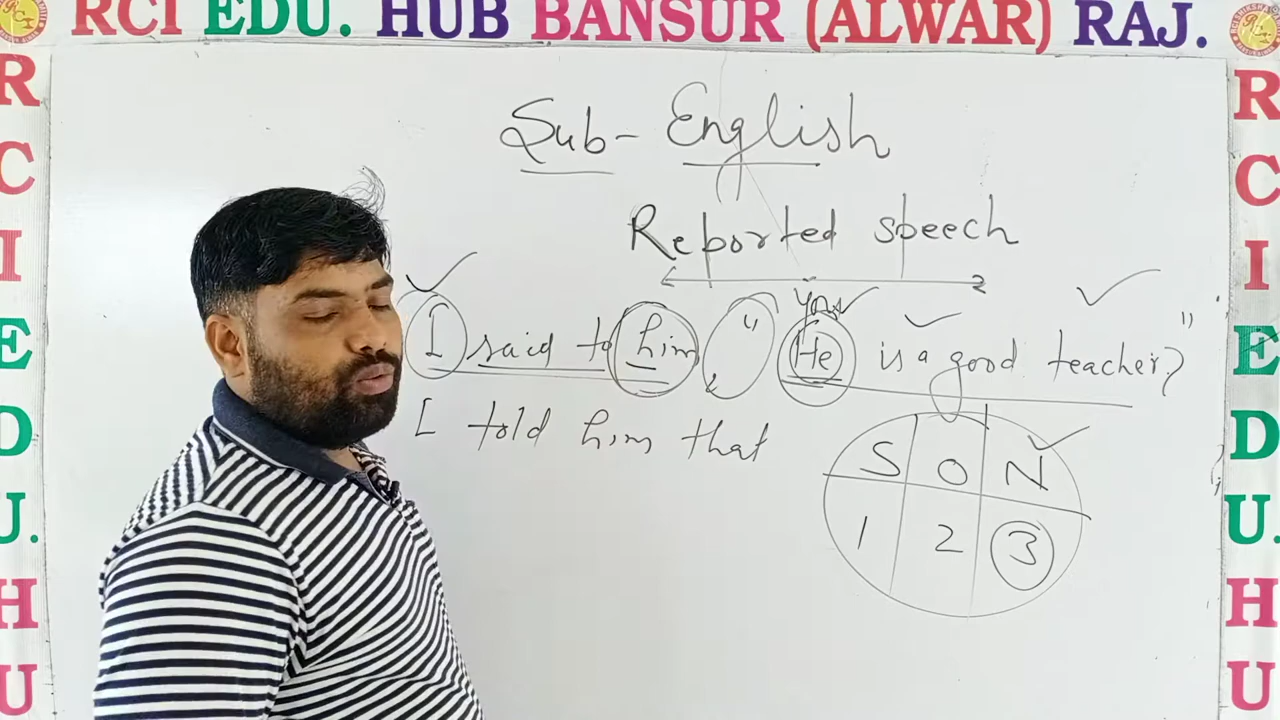 RCI EDU. HUB BANSUR (ALWAR) RAJ.
R C I E D U. H U
R C I E D U. H U
Sub- English
Reported speech
You
I said to him, " He is a good teacher."
I told him that
S O N
1 2 3